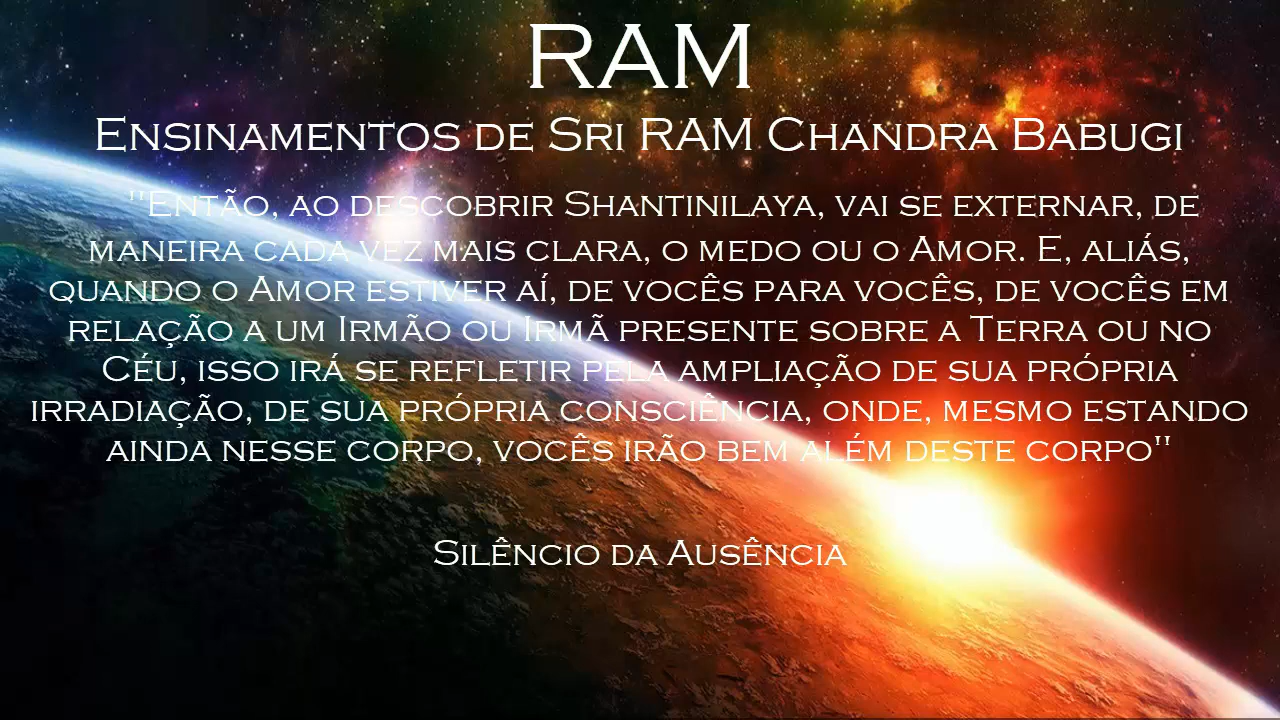 RAM
Ensinamentos de Sri RAM Chandra Babugi
"Então, ao descobrir Shantinilaya, vai se externar, de
maneira cada vez mais clara, o medo ou o Amor. E, aliás,
quando o Amor estiver aí, de vocês para vocês, de vocês em
relação a um Irmão ou Irmã presente sobre a Terra ou no
Céu, isso irá se refletir pela ampliação de sua própria
irradiação, de sua própria consciência, onde, mesmo estando
ainda nesse corpo, vocês irão bem além deste corpo"
Silêncio da Ausência